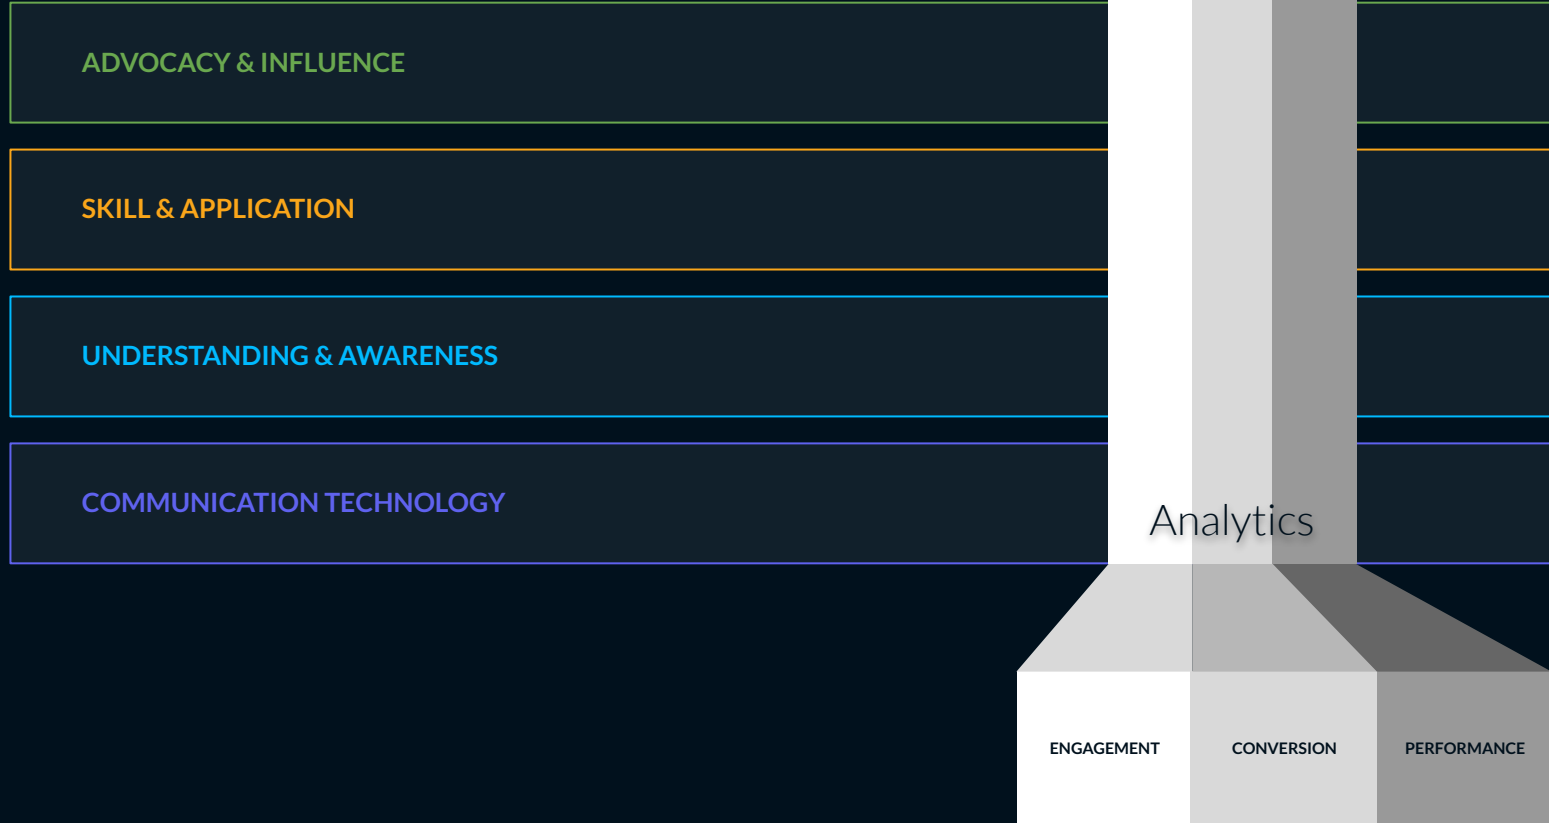 ADVOCACY & INFLUENCE
SKILL & APPLICATION
UNDERSTANDING & AWARENESS
COMMUNICATION TECHNOLOGY
Analytics
ENGAGEMENT
CONVERSION
PERFORMANCE